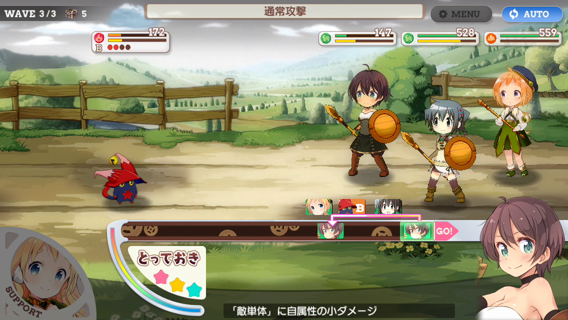 WAVE 3/3 5
通常攻撃
MENU
AUTO
172
147
528
559
B
GO!
とっておき
SUPPORT
「敵単体」に自属性の小ダメージ